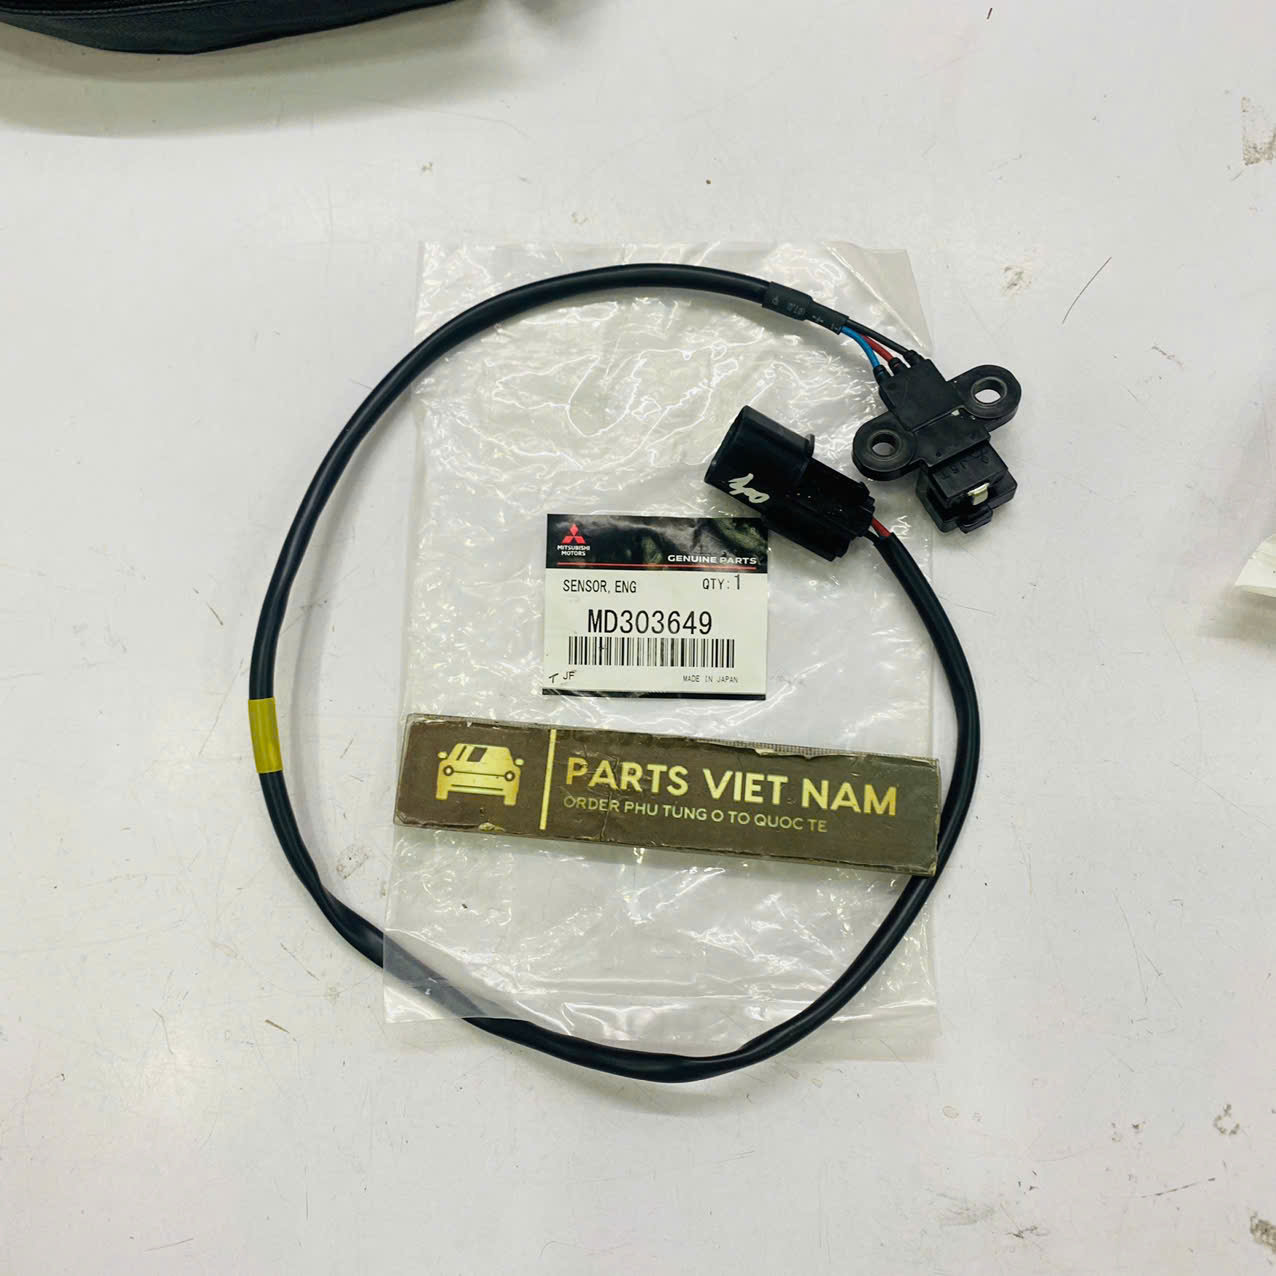 MITSUBISHI
MOTORS
GENUINE PARTS
SENSOR, ENG QTY: 1
MD303649
JF MADE IN JAPAN
PARTS VIET NAM
ORDER PHU TUNG O TO QUOC TE